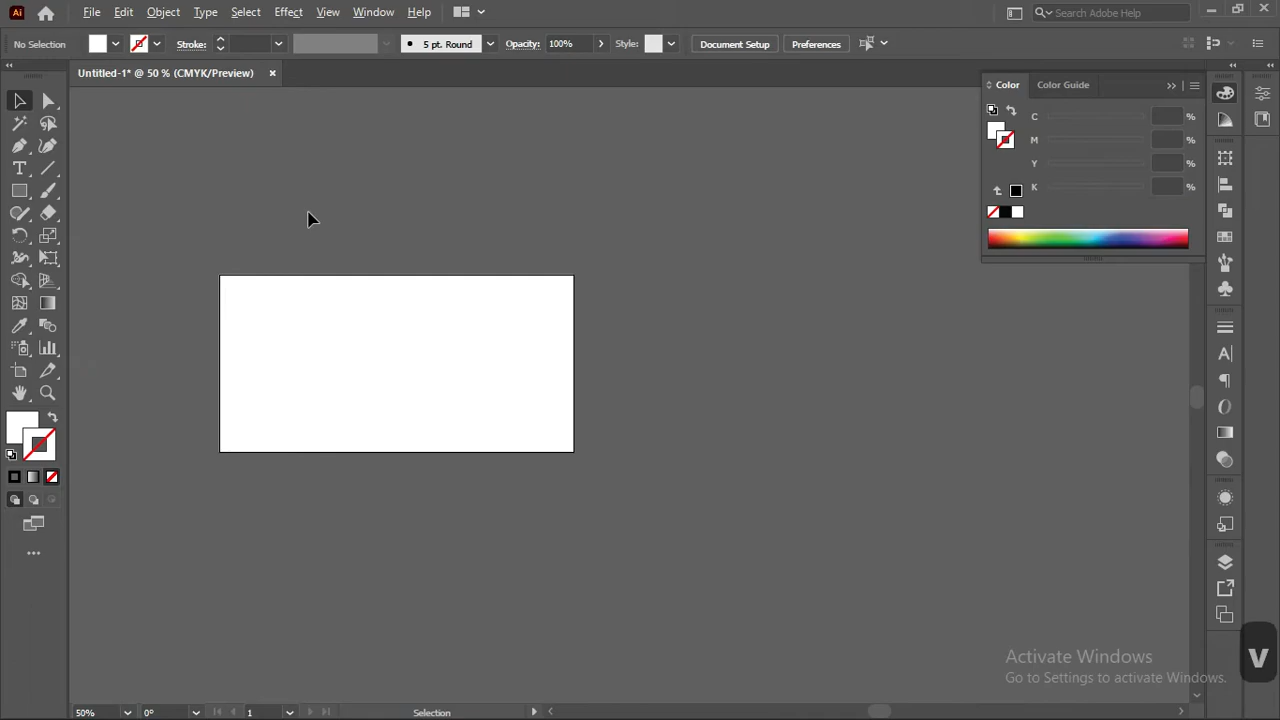 Ai File Edit Object Type Select Effect View Window Help Search Adobe Help
No Selection Stroke: 5 pt. Round Opacity: 100% Style: Document Setup Preferences
Untitled-1* @ 50 % (CMYK/Preview)
Color Color Guide
C %
M %
Y %
K %
Activate Windows
Go to Settings to activate Windows.
V
50% 0° 1 Selection